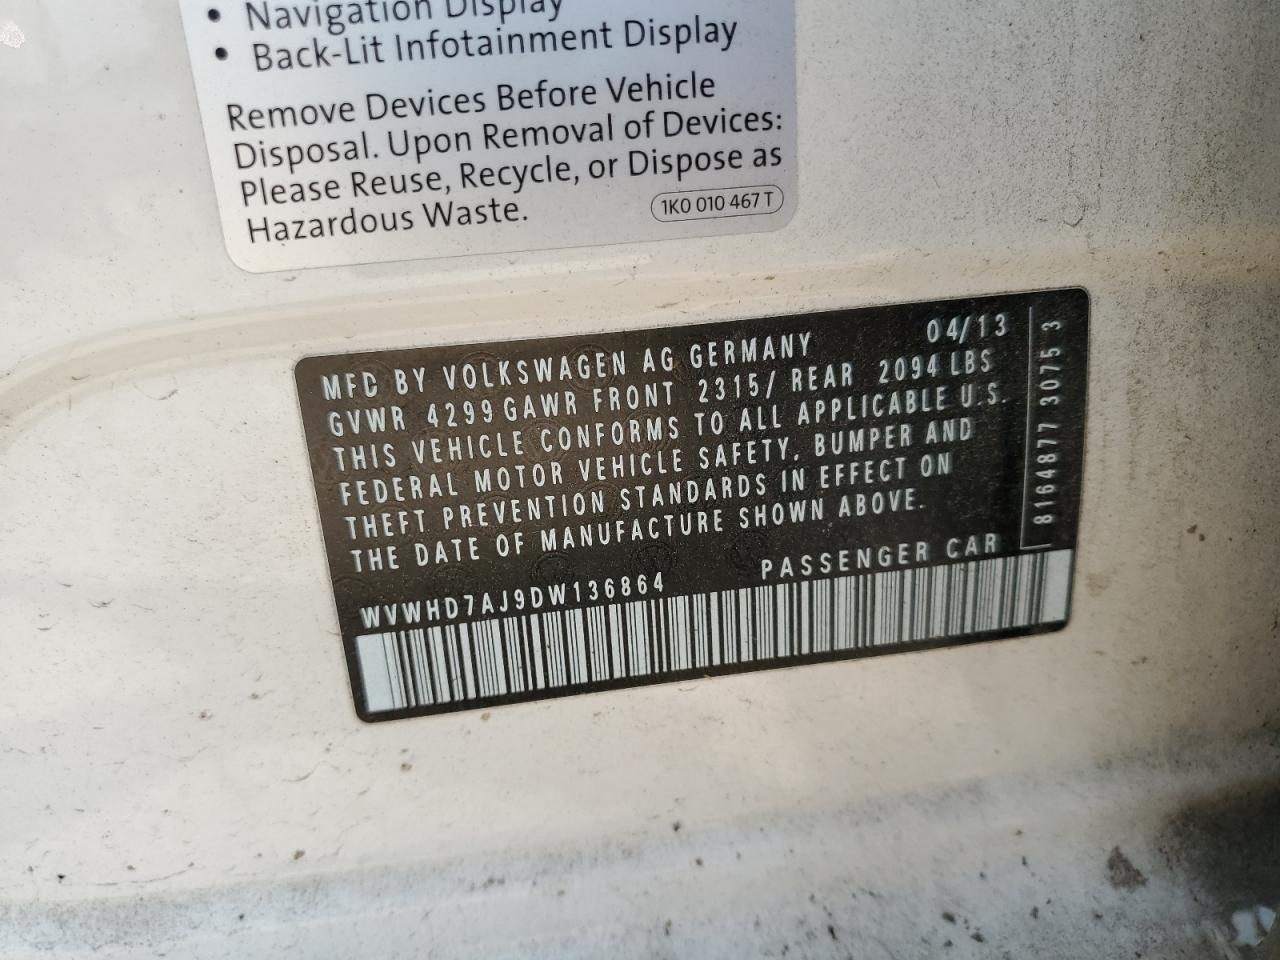 • Navigation Display
• Back-Lit Infotainment Display
Remove Devices Before Vehicle
Disposal. Upon Removal of Devices:
Please Reuse, Recycle, or Dispose as
Hazardous Waste.
1K0 010 467 T
MFD BY VOLKSWAGEN AG GERMANY 04/13
GVWR 4299 GAWR FRONT 2315/ REAR 2094 LBS
THIS VEHICLE CONFORMS TO ALL APPLICABLE U.S.
FEDERAL MOTOR VEHICLE SAFETY, BUMPER AND
THEFT PREVENTION STANDARDS IN EFFECT ON
THE DATE OF MANUFACTURE SHOWN ABOVE.
WVWHD7AJ9DW136864 PASSENGER CAR
8164877 3075 3